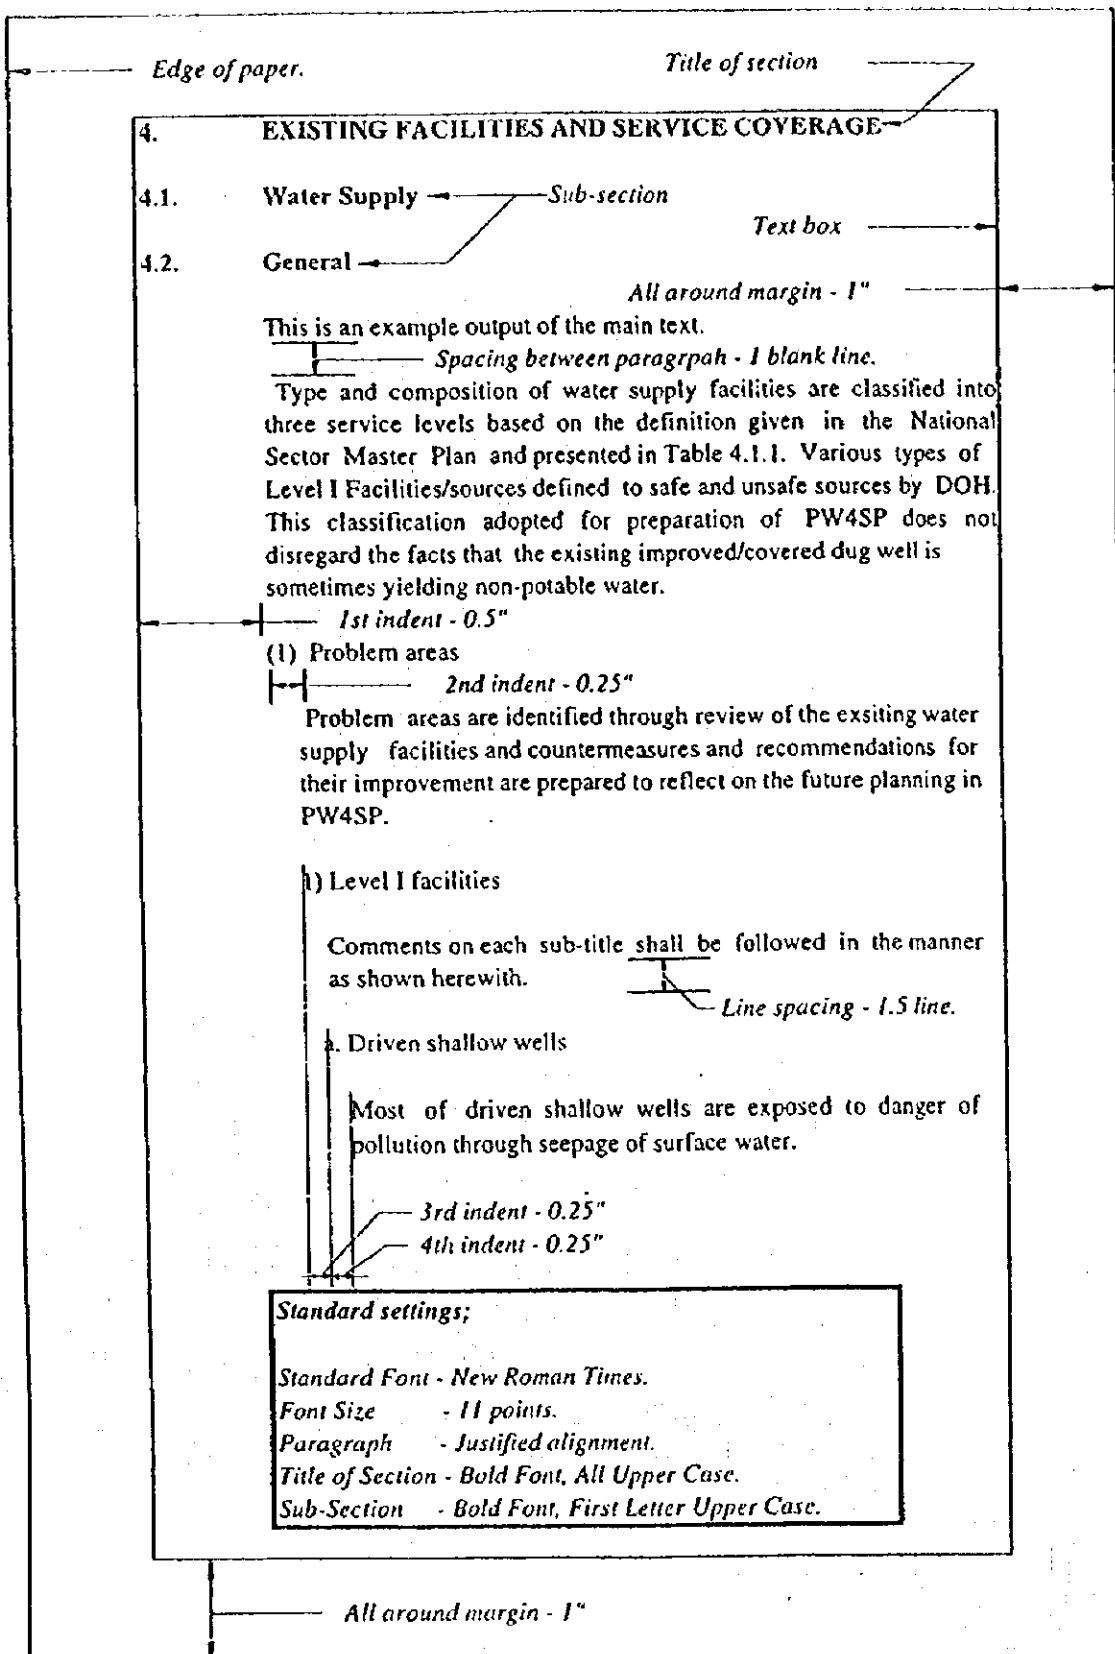 Edge of paper.
Title of section
4. EXISTING FACILITIES AND SERVICE COVERAGE
4.1. Water Supply
Sub-section
Text box
4.2. General
All around margin - 1"
This is an example output of the main text.
Spacing between paragrpah - 1 blank line.
Type and composition of water supply facilities are classified into
three service levels based on the definition given in the National
Sector Master Plan and presented in Table 4.1.1. Various types of
Level I Facilities/sources defined to safe and unsafe sources by DOH.
This classification adopted for preparation of PW4SP does not
disregard the facts that the existing improved/covered dug well is
sometimes yielding non-potable water.
1st indent - 0.5"
(1) Problem areas
2nd indent - 0.25"
Problem areas are identified through review of the exsiting water
supply facilities and countermeasures and recommendations for
their improvement are prepared to reflect on the future planning in
PW4SP.
1) Level I facilities
Comments on each sub-title shall be followed in the manner
as shown herewith.
Line spacing - 1.5 line.
a. Driven shallow wells
Most of driven shallow wells are exposed to danger of
pollution through seepage of surface water.
3rd indent - 0.25"
4th indent - 0.25"
Standard settings;
Standard Font - New Roman Times.
Font Size - 11 points.
Paragraph - Justified alignment.
Title of Section - Bold Font, All Upper Case.
Sub-Section - Bold Font, First Letter Upper Case.
All around margin - 1"